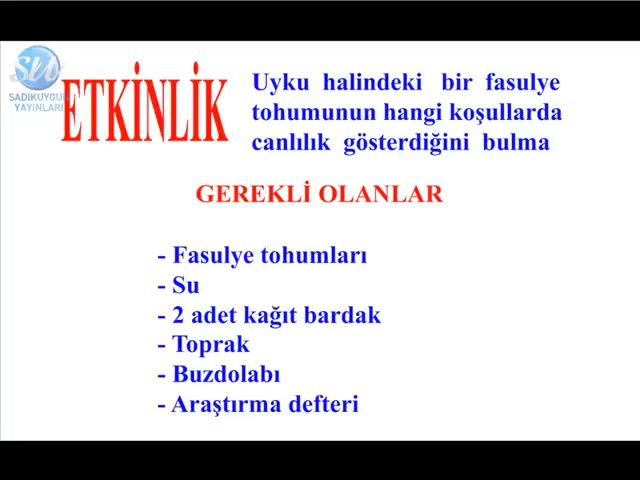 SU
SADIKUYGUN
YAYINLARI
ETKİNLİK
Uyku halindeki bir fasulye
tohumunun hangi koşullarda
canlılık gösterdiğini bulma
GEREKLİ OLANLAR
- Fasulye tohumları
- Su
- 2 adet kağıt bardak
- Toprak
- Buzdolabı
- Araştırma defteri